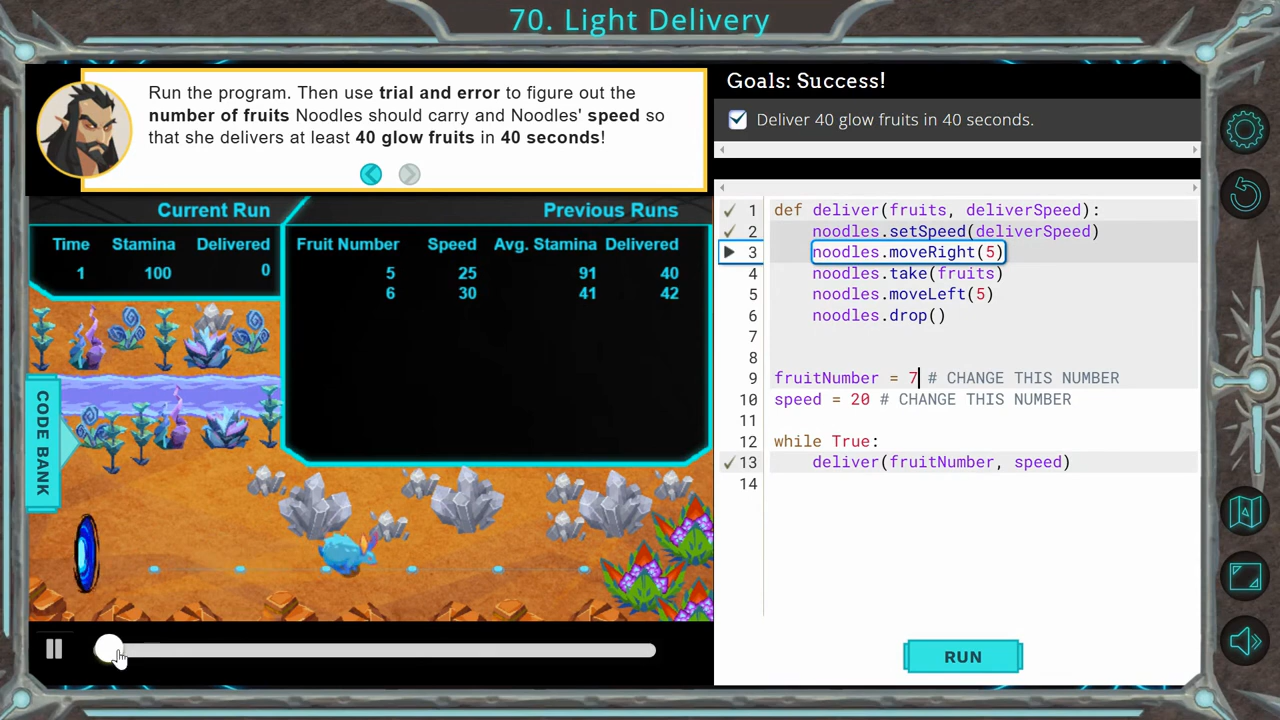 70. Light Delivery
Run the program. Then use trial and error to figure out the
number of fruits Noodles should carry and Noodles' speed so
that she delivers at least 40 glow fruits in 40 seconds!
Goals: Success!
Deliver 40 glow fruits in 40 seconds.
Current Run
Time Stamina Delivered
1 100 0
Previous Runs
Fruit Number Speed Avg. Stamina Delivered
5 25 91 40
6 30 41 42
CODE BANK
1 def deliver(fruits, deliverSpeed):
2 noodles.setSpeed(deliverSpeed)
3 noodles.moveRight(5)
4 noodles.take(fruits)
5 noodles.moveLeft(5)
6 noodles.drop()
7
8
9 fruitNumber = 7 # CHANGE THIS NUMBER
10 speed = 20 # CHANGE THIS NUMBER
11
12 while True:
13 deliver(fruitNumber, speed)
14
RUN